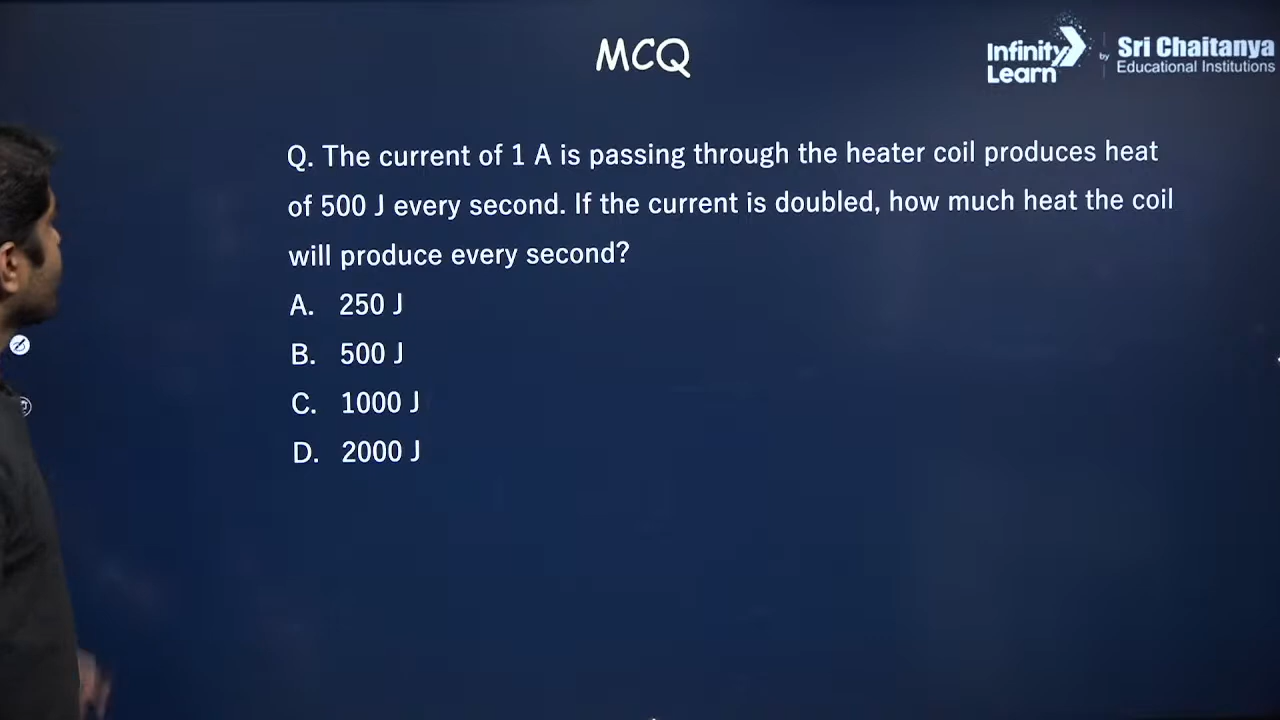 MCQ
Infinity Learn
by
Sri Chaitanya
Educational Institutions
Q. The current of 1 A is passing through the heater coil produces heat
of 500 J every second. If the current is doubled, how much heat the coil
will produce every second?
A. 250 J
B. 500 J
C. 1000 J
D. 2000 J